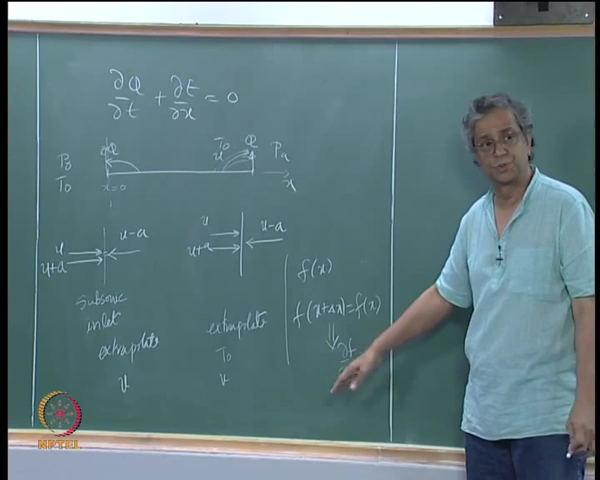 ∂Q/∂t + ∂E/∂x = 0
Q
T₀
u
Q
P₀
T₀
x=0
Pₐ
x
u
u+a
u-a
u
u+a
u-a
subsonic
inlet
extrapolate
u
extrapolate
T₀
u
f(x)
f(x+Δx)=f(x)
⇓
∂f
NPTEL